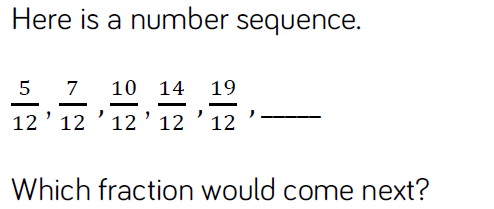 Here is a number sequence.
5/12, 7/12, 10/12, 14/12, 19/12, _____
Which fraction would come next?